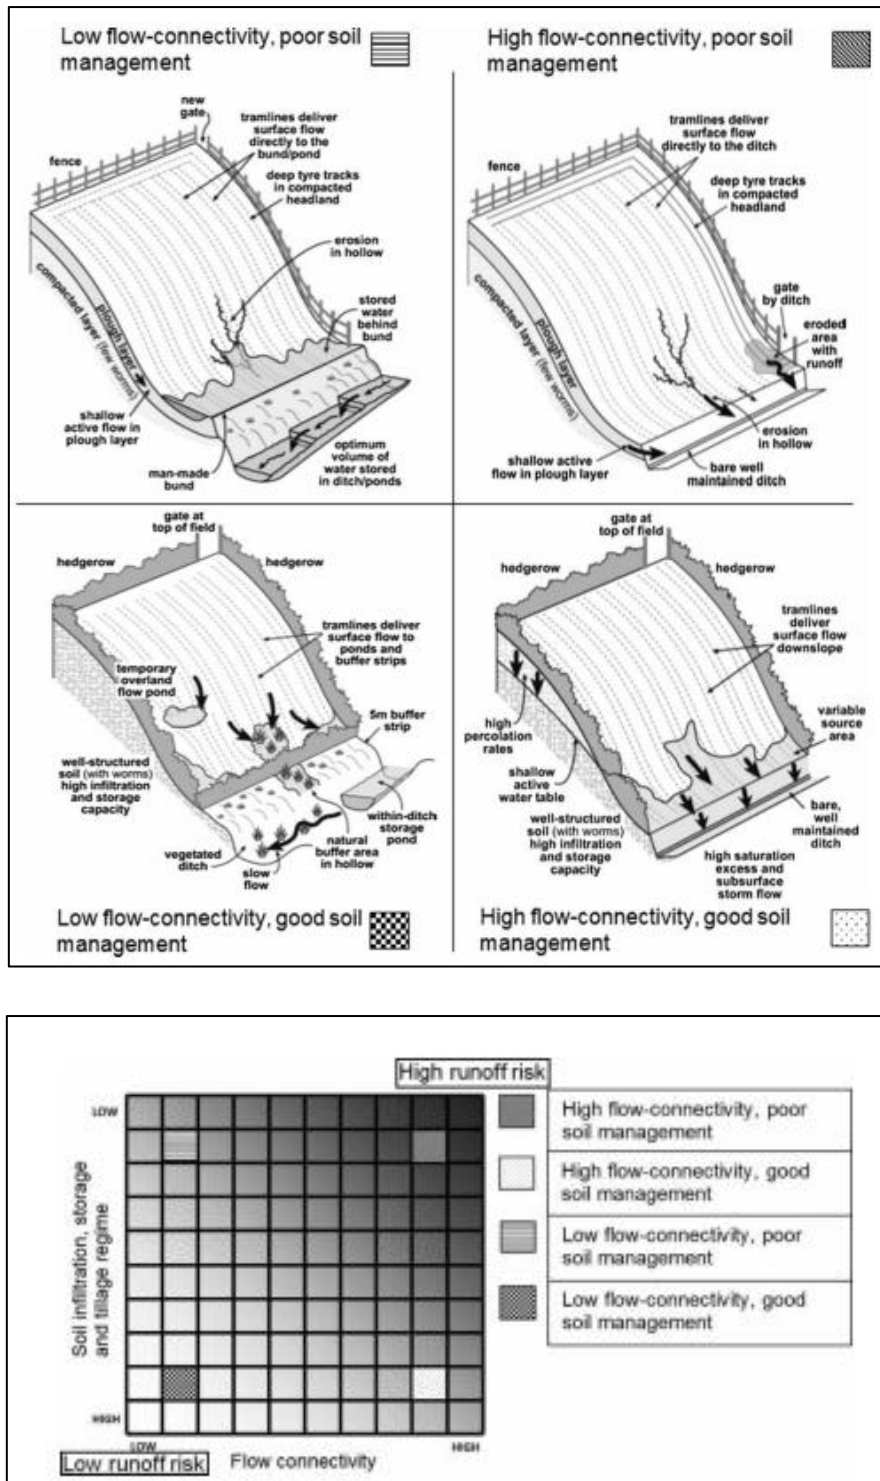 Low flow-connectivity, poor soil
management
High flow-connectivity, poor soil
management
new
gate
tramlines deliver
surface flow
directly to the
bund/pond
fence
deep tyre tracks
in compacted
headland
erosion
in hollow
stored
water
behind
bund
plough layer
(few worms)
compacted layer
shallow
active flow in
plough layer
man-made
bund
optimum
volume of
water stored
in ditch/ponds
tramlines deliver
surface flow
directly to the ditch
fence
deep tyre tracks
in compacted
headland
gate
by ditch
eroded
area
with
runoff
plough layer
(few worms)
compacted layer
erosion
in hollow
shallow active
flow in plough layer
bare well
maintained ditch
gate at
top of field
hedgerow
hedgerow
tramlines deliver
surface flow to
ponds and
buffer strips
temporary
overland
flow pond
5m buffer
strip
well-structured
soil (with worms)
high infiltration
and storage
capacity
within-ditch
storage
pond
vegetated
ditch
natural
buffer area
in hollow
slow
flow
gate at
top of field
hedgerow
hedgerow
tramlines
deliver
surface flow
downslope
high
percolation
rates
variable
source
area
shallow
active
water table
well-structured
soil (with worms)
high infiltration
and storage
capacity
bare,
well
maintained
ditch
high saturation
excess and
subsurface
storm flow
Low flow-connectivity, good soil
management
High flow-connectivity, good soil
management
High runoff risk
LOW
Soil infiltration, storage
and tillage regime
HIGH
LOW
Flow connectivity
HIGH
Low runoff risk
High flow-connectivity, poor
soil management
High flow-connectivity, good
soil management
Low flow-connectivity, poor
soil management
Low flow-connectivity, good
soil management